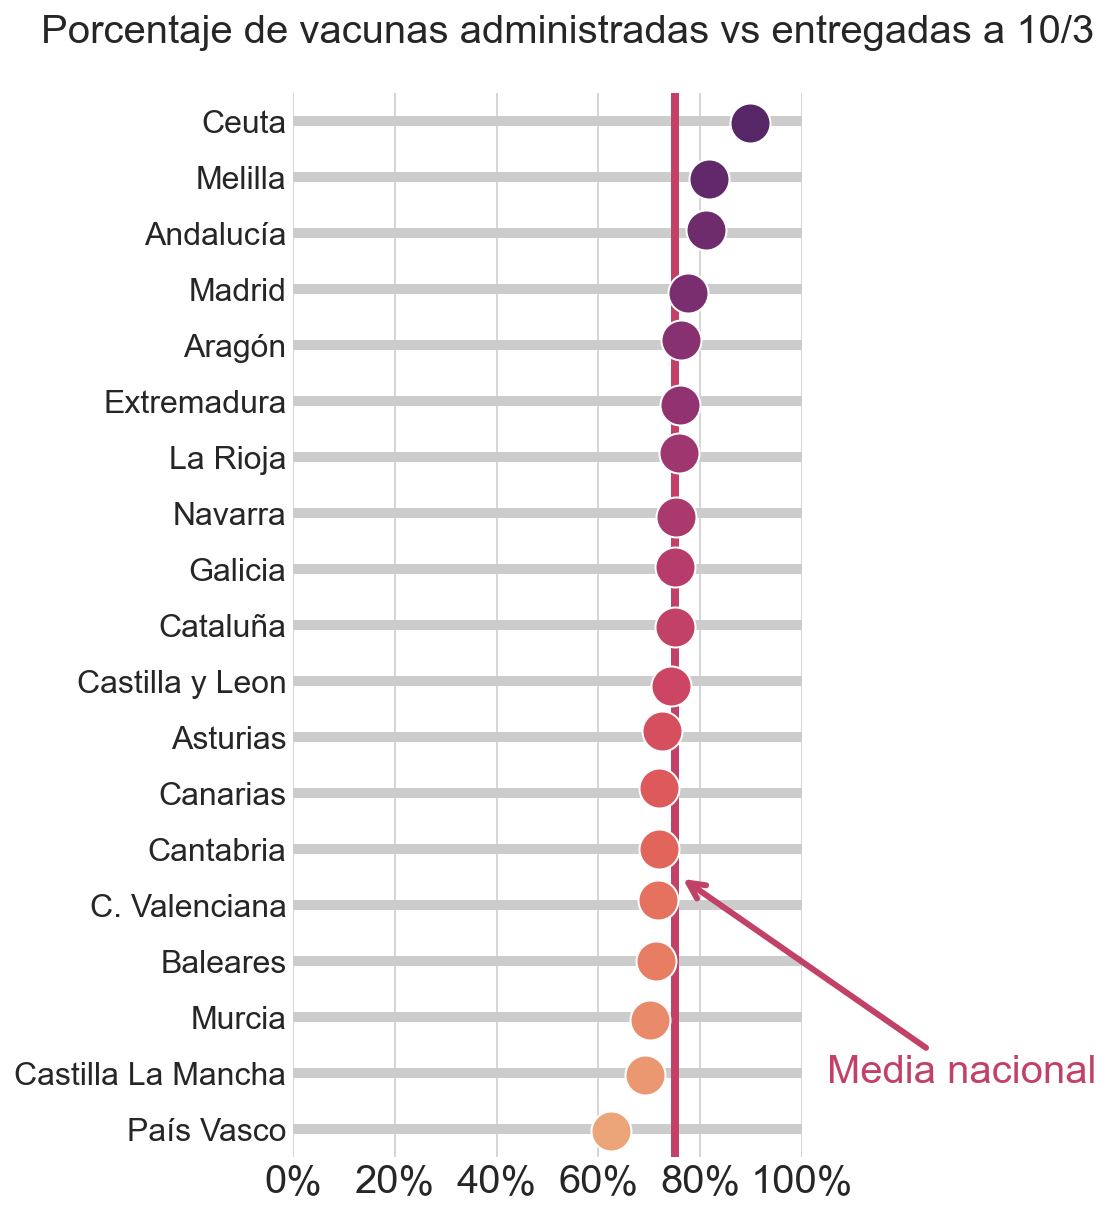 Porcentaje de vacunas administradas vs entregadas a 10/3
Ceuta
Melilla
Andalucía
Madrid
Aragón
Extremadura
La Rioja
Navarra
Galicia
Cataluña
Castilla y Leon
Asturias
Canarias
Cantabria
C. Valenciana
Baleares
Murcia
Castilla La Mancha
Media nacional
País Vasco
0% 20% 40% 60% 80% 100%